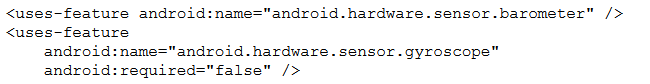 <uses-feature android:name="android.hardware.sensor.barometer" />
<uses-feature
    android:name="android.hardware.sensor.gyroscope"
    android:required="false" />